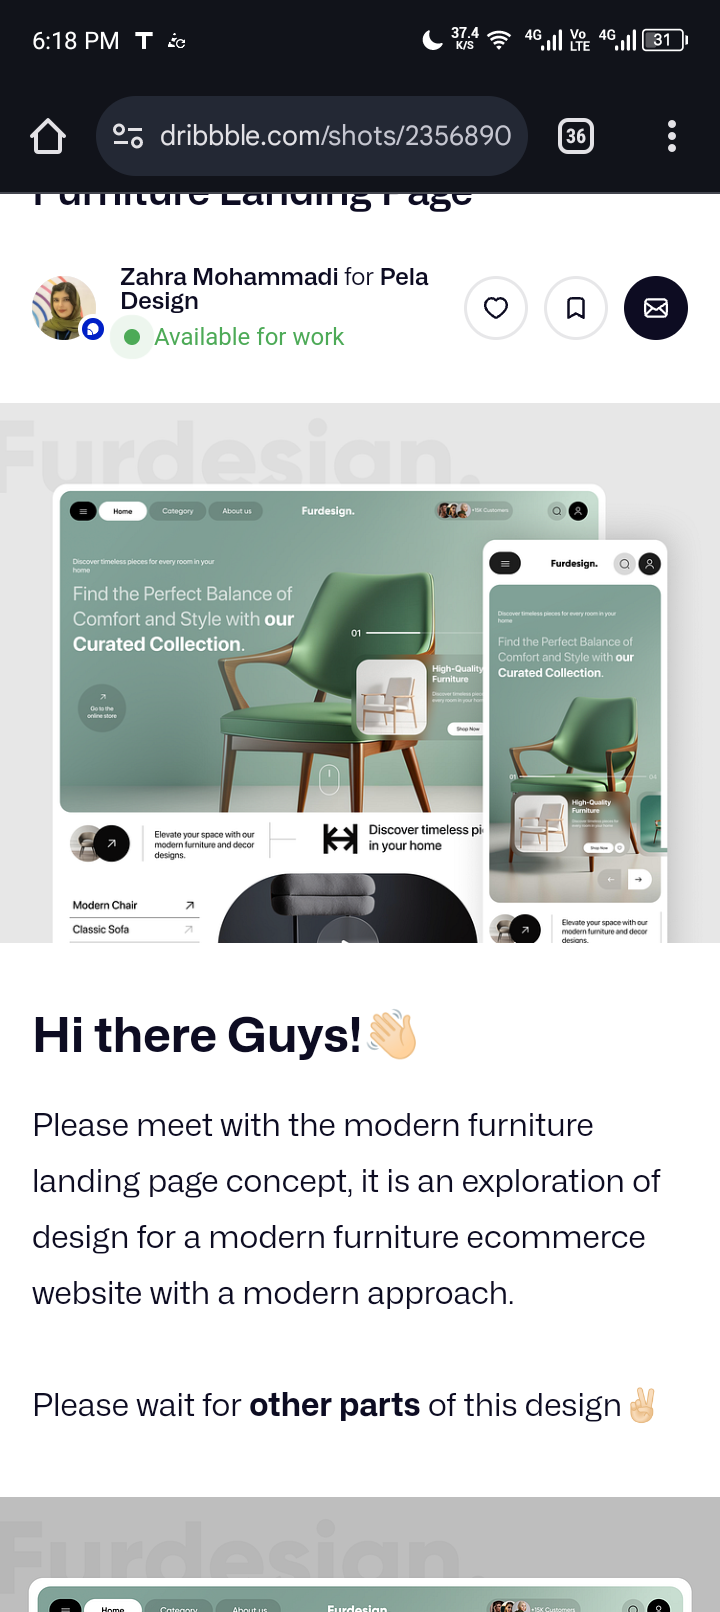 6:18 PM
37.4
K/S
4G
Vo
LTE
4G
31
dribbble.com/shots/2356890
36
Furniture Landing Page
Zahra Mohammadi for Pela
Design
Available for work
Furdesign.
Home
Category
About us
Furdesign.
+15K Customers
Discover timeless pieces for every room in your
home
Find the Perfect Balance of
Comfort and Style with our
Curated Collection.
01
High-Quality
Furniture
Discover timeless piec
every room in your home
Shop Now
Go to the
online store
Elevate your space with our
modern furniture and decor
designs.
Discover timeless pi
in your home
Modern Chair
Classic Sofa
Furdesign.
Discover timeless pieces for every room in your
home
Find the Perfect Balance of
Comfort and Style with our
Curated Collection.
01
04
High-Quality
Furniture
Shop Now
Elevate your space with our
modern furniture and decor
designs.
Hi there Guys!👋🏻
Please meet with the modern furniture
landing page concept, it is an exploration of
design for a modern furniture ecommerce
website with a modern approach.
Please wait for other parts of this design✌🏻
Furdesign.
Home
Category
About us
Furdesign.
+15K Customers